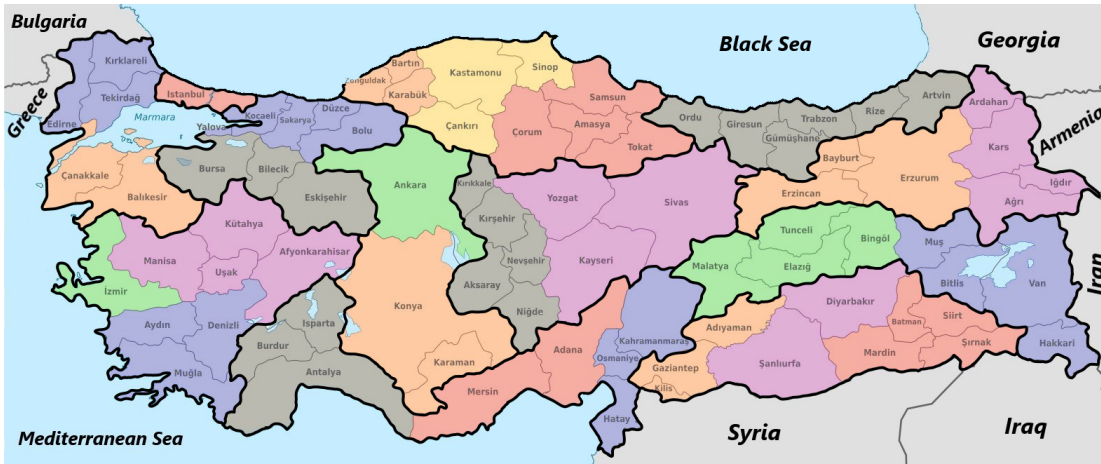 Bulgaria
Black Sea
Georgia
Greece
Armenia
Iran
Mediterranean Sea
Syria
Iraq
Marmara
Kırklareli
Tekirdağ
Edirne
Istanbul
Yalova
Kocaeli
Sakarya
Düzce
Bolu
Zonguldak
Bartın
Karabük
Kastamonu
Sinop
Çankırı
Samsun
Çorum
Amasya
Tokat
Ordu
Giresun
Gümüşhane
Trabzon
Rize
Artvin
Ardahan
Kars
Iğdır
Ağrı
Bayburt
Erzurum
Erzincan
Çanakkale
Balıkesir
Bursa
Bilecik
Eskişehir
Ankara
Kırıkkale
Kırşehir
Yozgat
Sivas
Kayseri
Nevşehir
Aksaray
Niğde
Kütahya
Manisa
Uşak
Afyonkarahisar
İzmir
Aydın
Denizli
Muğla
Isparta
Burdur
Antalya
Konya
Karaman
Mersin
Adana
Osmaniye
Kahramanmaraş
Hatay
Malatya
Tunceli
Elazığ
Bingöl
Muş
Bitlis
Van
Hakkari
Adıyaman
Gaziantep
Kilis
Şanlıurfa
Diyarbakır
Batman
Siirt
Mardin
Şırnak